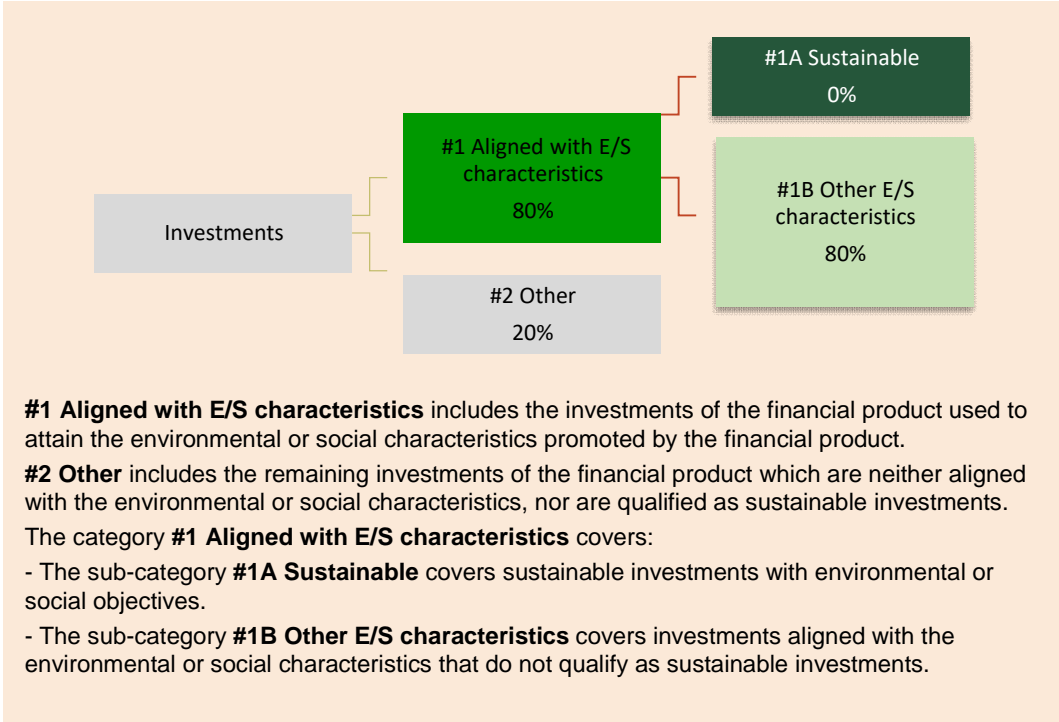 #1A Sustainable
0%
#1 Aligned with E/S
characteristics
80%
#1B Other E/S
characteristics
80%
Investments
#2 Other
20%
#1 Aligned with E/S characteristics includes the investments of the financial product used to
attain the environmental or social characteristics promoted by the financial product.
#2 Other includes the remaining investments of the financial product which are neither aligned
with the environmental or social characteristics, nor are qualified as sustainable investments.
The category #1 Aligned with E/S characteristics covers:
- The sub-category #1A Sustainable covers sustainable investments with environmental or
social objectives.
- The sub-category #1B Other E/S characteristics covers investments aligned with the
environmental or social characteristics that do not qualify as sustainable investments.